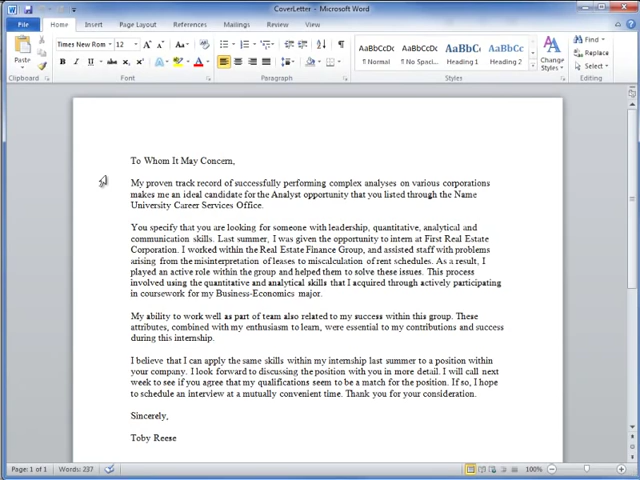 CoverLetter - Microsoft Word
File Home Insert Page Layout References Mailings Review View
Times New Rom 12 AaBbCcDc AaBbCcDc AaBbC AaBbCc Find
Replace
Paste ¶ Normal ¶ No Spaci... Heading 1 Heading 2 Change Styles Select
Clipboard Font Paragraph Styles Editing
To Whom It May Concern,
My proven track record of successfully performing complex analyses on various corporations
makes me an ideal candidate for the Analyst opportunity that you listed through the Name
University Career Services Office.
You specify that you are looking for someone with leadership, quantitative, analytical and
communication skills. Last summer, I was given the opportunity to intern at First Real Estate
Corporation. I worked within the Real Estate Finance Group, and assisted staff with problems
arising from the misinterpretation of leases to miscalculation of rent schedules. As a result, I
played an active role within the group and helped them to solve these issues. This process
involved using the quantitative and analytical skills that I acquired through actively participating
in coursework for my Business-Economics major.
My ability to work well as part of team also related to my success within this group. These
attributes, combined with my enthusiasm to learn, were essential to my contributions and success
during this internship.
I believe that I can apply the same skills within my internship last summer to a position within
your company. I look forward to discussing the position with you in more detail. I will call next
week to see if you agree that my qualifications seem to be a match for the position. If so, I hope
to schedule an interview at a mutually convenient time. Thank you for your consideration.
Sincerely,
Toby Reese
Page: 1 of 1 Words: 237 100%